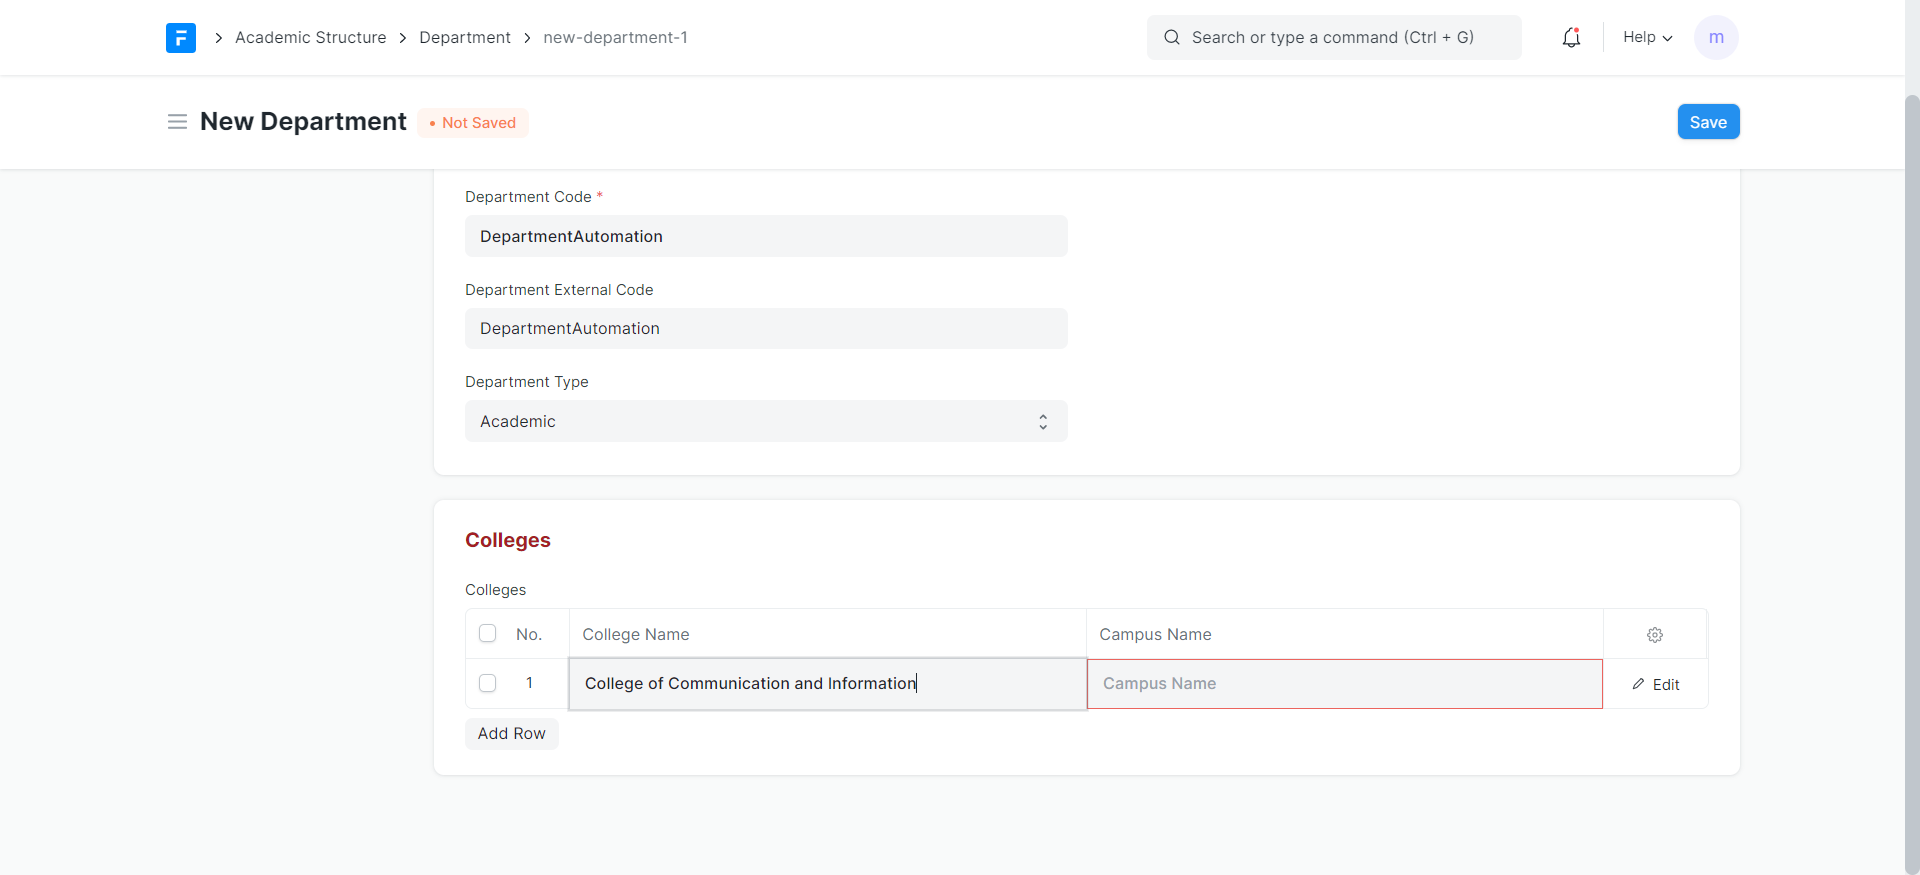 Academic Structure Department new-department-1 Search or type a command (Ctrl + G) Help m
New Department Not Saved Save
Department Code *
DepartmentAutomation
Department External Code
DepartmentAutomation
Department Type
Academic
Colleges
Colleges
No. College Name Campus Name
1 College of Communication and Information Campus Name Edit
Add Row